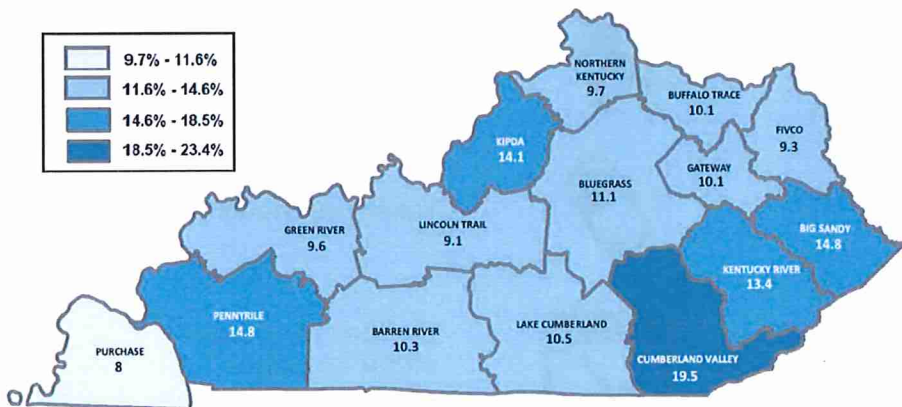 9.7% - 11.6%
11.6% - 14.6%
14.6% - 18.5%
18.5% - 23.4%
NORTHERN
KENTUCKY
9.7
BUFFALO TRACE
10.1
FIVCO
9.3
KIPDA
14.1
GATEWAY
10.1
BLUEGRASS
11.1
GREEN RIVER
9.6
LINCOLN TRAIL
9.1
BIG SANDY
14.8
KENTUCKY RIVER
13.4
PENNYRILE
14.8
BARREN RIVER
10.3
LAKE CUMBERLAND
10.5
PURCHASE
8
CUMBERLAND VALLEY
19.5